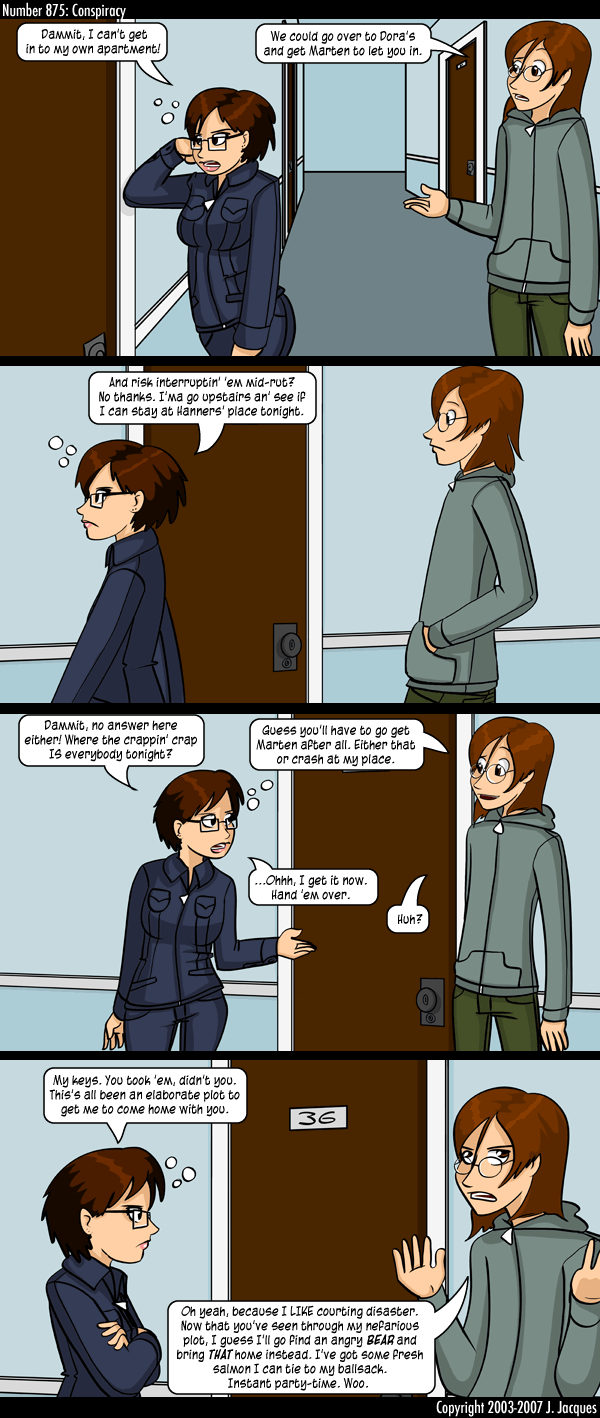 Number 875: Conspiracy
Dammit, I can't get
in to my own apartment!
We could go over to Dora's
and get Marten to let you in.
And risk interruptin' 'em mid-rut?
No thanks. I'ma go upstairs an' see if
I can stay at Hanners' place tonight.
Dammit, no answer here
either! Where the crappin' crap
IS everybody tonight?
Guess you'll have to go get
Marten after all. Either that
or crash at my place.
...Ohhh, I get it now.
Hand 'em over.
Huh?
My keys. You took 'em, didn't you.
This's all been an elaborate plot to
get me to come home with you.
36
Oh yeah, because I LIKE courting disaster.
Now that you've seen through my nefarious
plot, I guess I'll go find an angry BEAR and
bring THAT home instead. I've got some fresh
salmon I can tie to my ballsack.
Instant party-time. Woo.
Copyright 2003-2007 J. Jacques